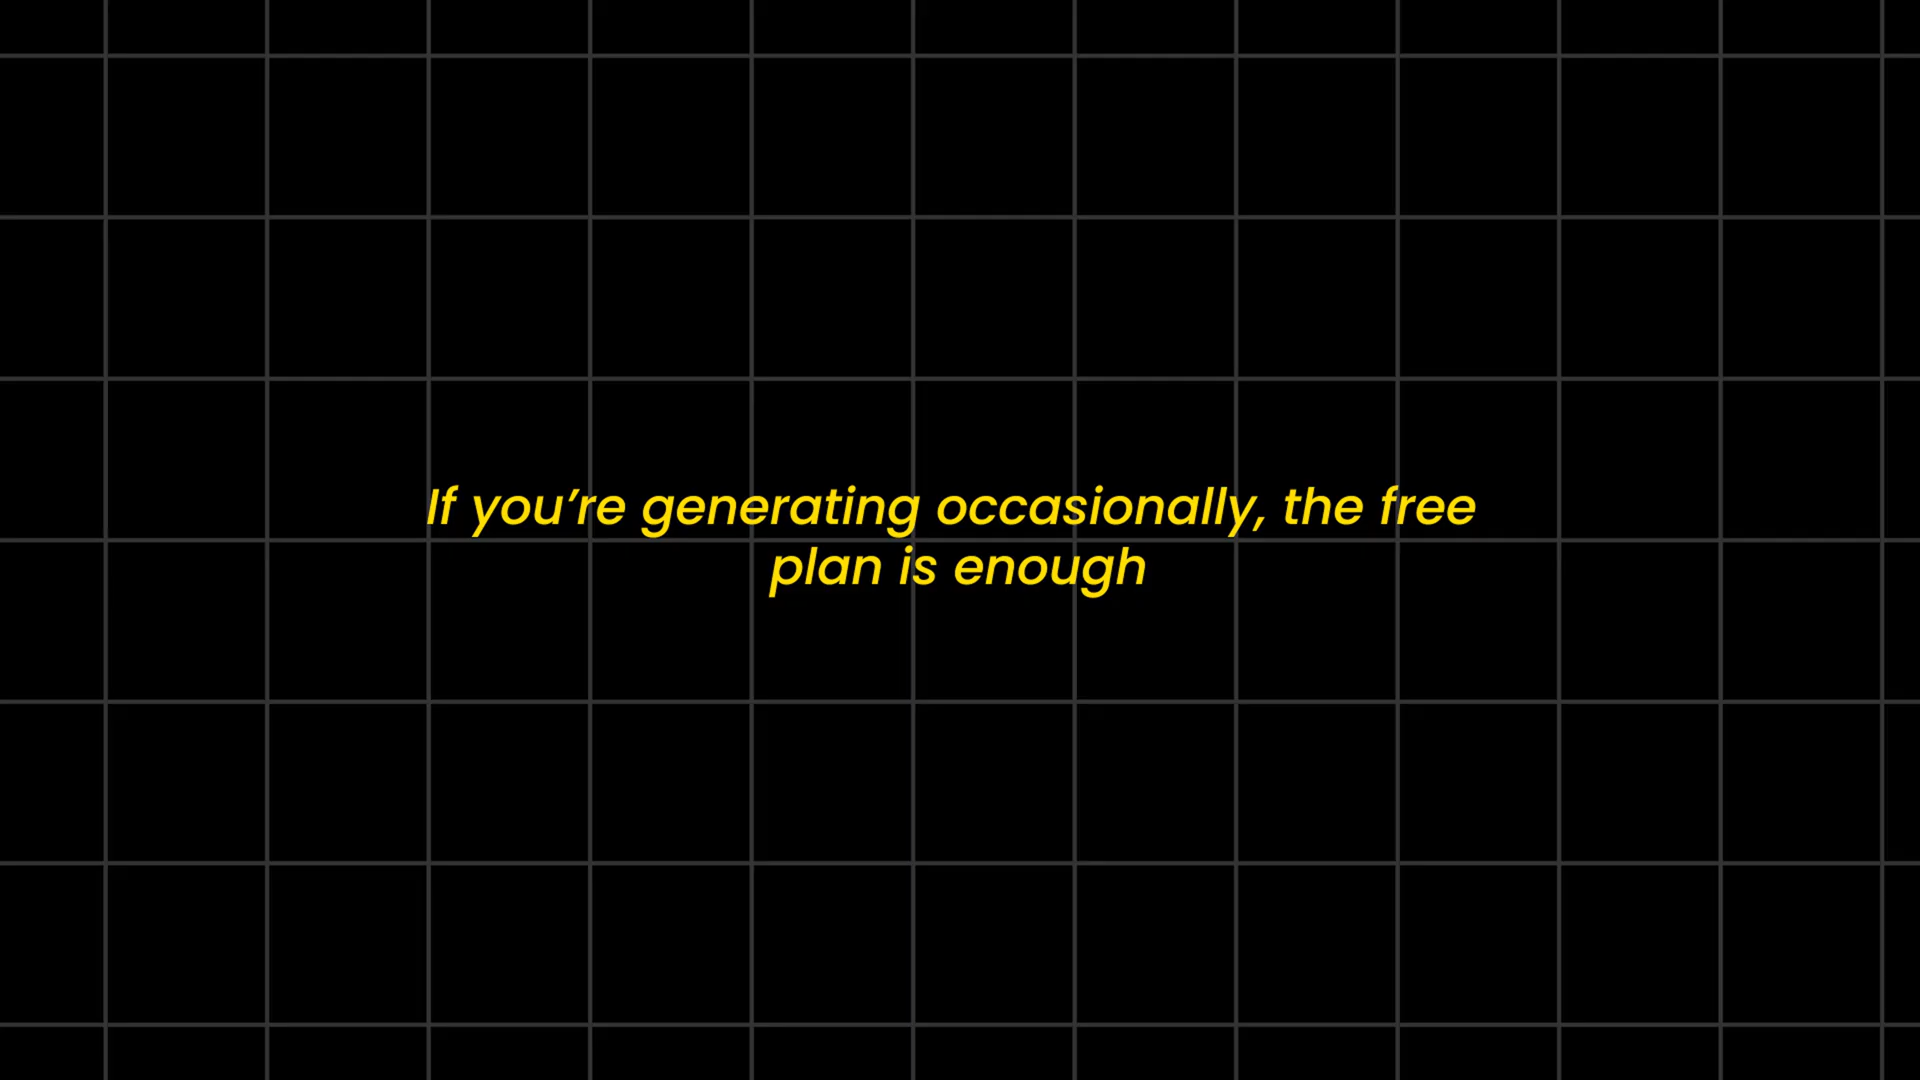 If you’re generating occasionally, the free
plan is enough